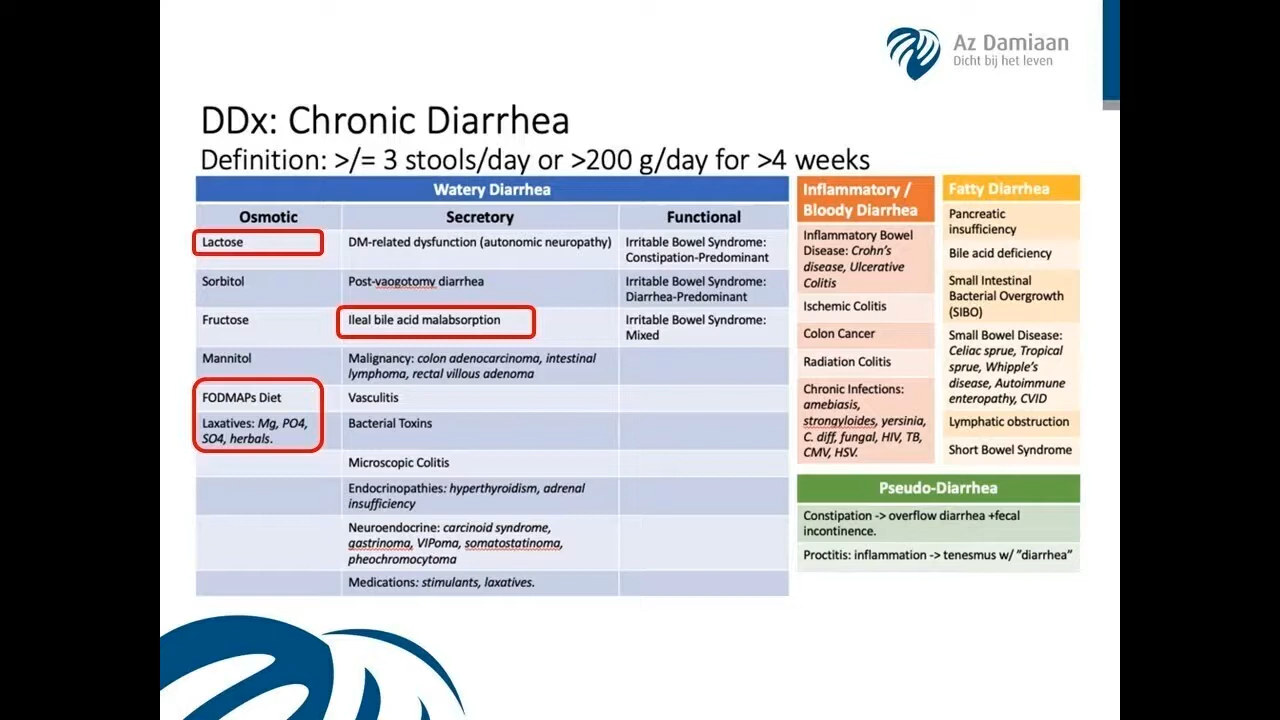 Az Damiaan
Dicht bij het leven
DDx: Chronic Diarrhea
Definition: >/= 3 stools/day or >200 g/day for >4 weeks
Watery Diarrhea
Osmotic
Secretory
Functional
Lactose
DM-related dysfunction (autonomic neuropathy)
Irritable Bowel Syndrome:
Constipation-Predominant
Sorbitol
Post-vaogotomy diarrhea
Irritable Bowel Syndrome:
Diarrhea-Predominant
Fructose
Ileal bile acid malabsorption
Irritable Bowel Syndrome:
Mixed
Mannitol
Malignancy: colon adenocarcinoma, intestinal
lymphoma, rectal villous adenoma
FODMAPs Diet
Vasculitis
Laxatives: Mg, PO4,
SO4, herbals.
Bacterial Toxins
Microscopic Colitis
Endocrinopathies: hyperthyroidism, adrenal
insufficiency
Neuroendocrine: carcinoid syndrome,
gastrinoma, VIPoma, somatostatinoma,
pheochromocytoma
Medications: stimulants, laxatives.
Inflammatory /
Bloody Diarrhea
Inflammatory Bowel
Disease: Crohn's
disease, Ulcerative
Colitis
Ischemic Colitis
Colon Cancer
Radiation Colitis
Chronic Infections:
amebiasis,
strongyloides, yersinia,
C. diff, fungal, HIV, TB,
CMV, HSV.
Fatty Diarrhea
Pancreatic
insufficiency
Bile acid deficiency
Small Intestinal
Bacterial Overgrowth
(SIBO)
Small Bowel Disease:
Celiac sprue, Tropical
sprue, Whipple's
disease, Autoimmune
enteropathy, CVID
Lymphatic obstruction
Short Bowel Syndrome
Pseudo-Diarrhea
Constipation -> overflow diarrhea +fecal
incontinence.
Proctitis: inflammation -> tenesmus w/ "diarrhea"